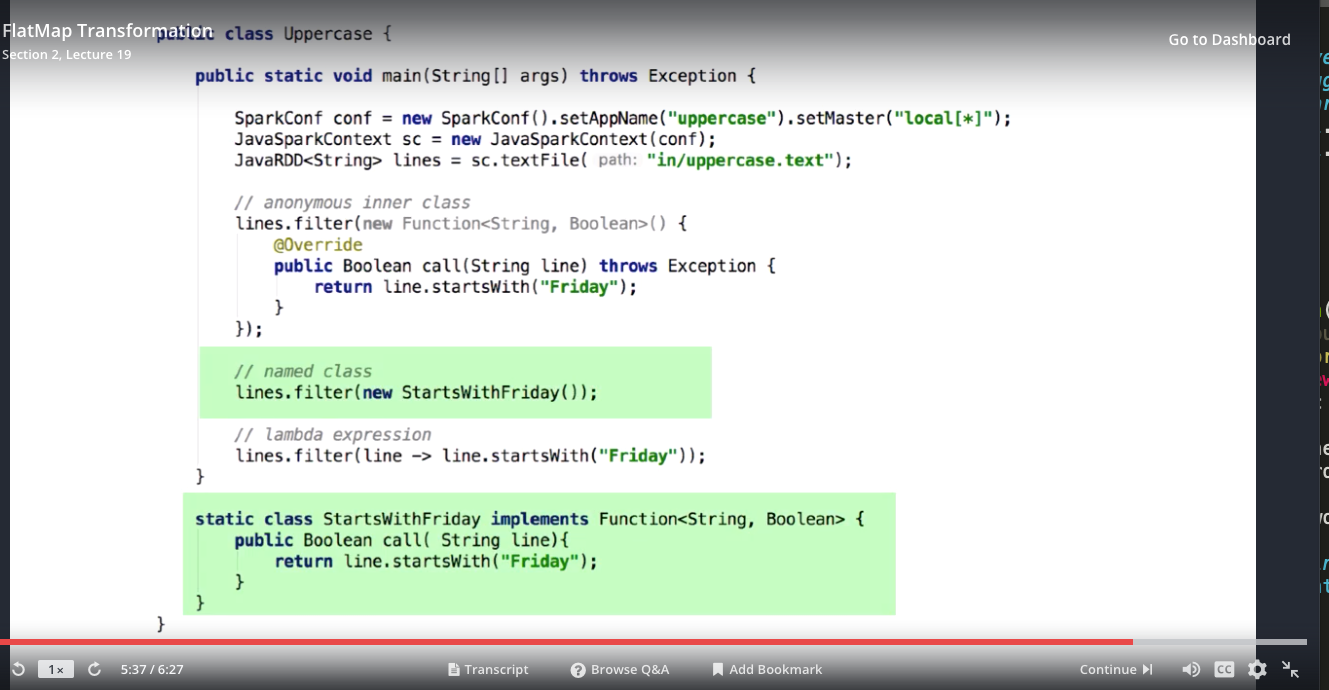 FlatMap Transformation
Section 2, Lecture 19
Go to Dashboard
public class Uppercase {
public static void main(String[] args) throws Exception {
SparkConf conf = new SparkConf().setAppName("uppercase").setMaster("local[*]");
JavaSparkContext sc = new JavaSparkContext(conf);
JavaRDD<String> lines = sc.textFile( path: "in/uppercase.text");
// anonymous inner class
lines.filter(new Function<String, Boolean>() {
@Override
public Boolean call(String line) throws Exception {
return line.startsWith("Friday");
}
});
// named class
lines.filter(new StartsWithFriday());
// lambda expression
lines.filter(line -> line.startsWith("Friday"));
}
static class StartsWithFriday implements Function<String, Boolean> {
public Boolean call( String line){
return line.startsWith("Friday");
}
}
}
1×
5:37 / 6:27
Transcript
? Browse Q&A
Add Bookmark
Continue
CC